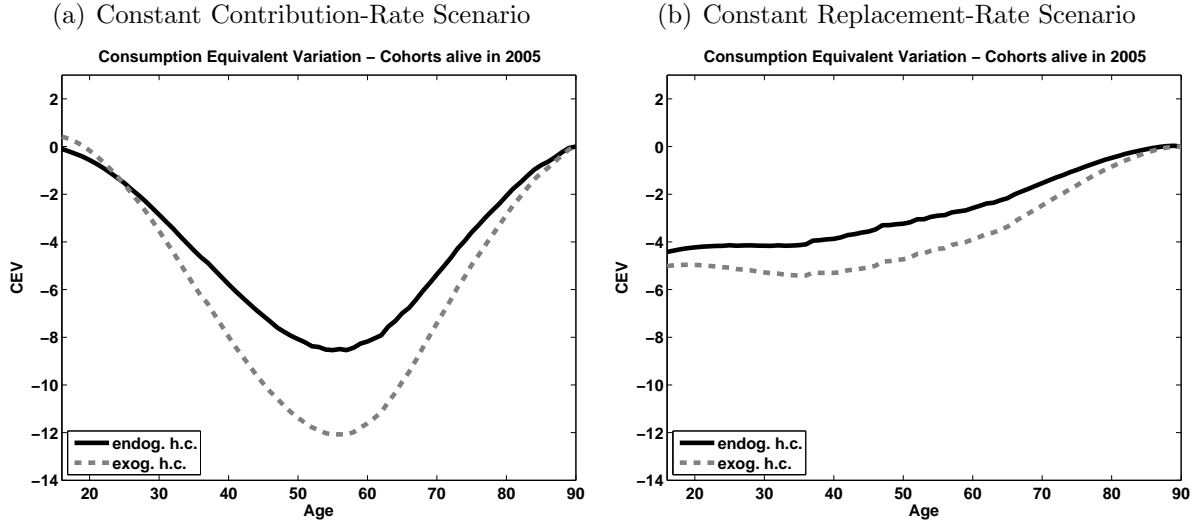 (a) Constant Contribution-Rate Scenario
Consumption Equivalent Variation – Cohorts alive in 2005
2
0
−2
−4
−6
−8
−10
−12
−14
CEV
endog. h.c.
exog. h.c.
20 30 40 50 60 70 80 90
Age
(b) Constant Replacement-Rate Scenario
Consumption Equivalent Variation – Cohorts alive in 2005
2
0
−2
−4
−6
−8
−10
−12
−14
CEV
endog. h.c.
exog. h.c.
20 30 40 50 60 70 80 90
Age